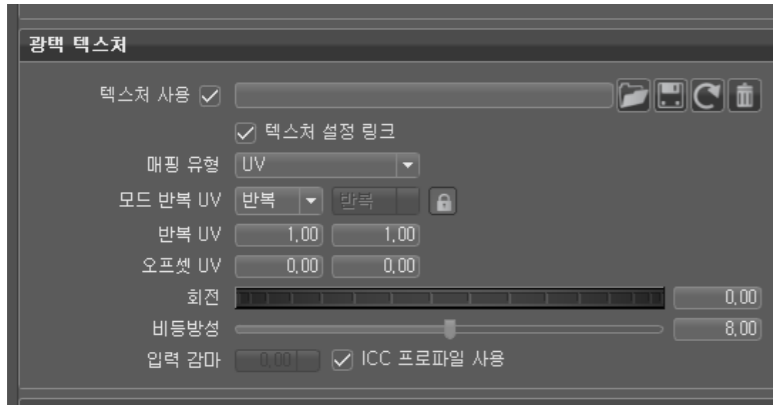 광택 텍스처
텍스처 사용
텍스처 설정 링크
매핑 유형 UV
모드 반복 UV 반복 반복
반복 UV 1,00 1,00
오프셋 UV 0,00 0,00
회전 0,00
비등방성 8,00
입력 감마 0,00 ICC 프로파일 사용